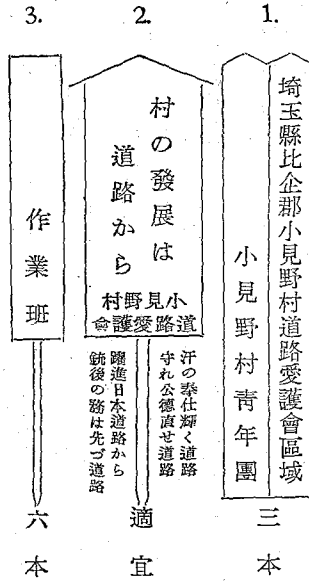 1.
埼玉縣比企郡小見野村道路愛護會區域
小見野村靑年團
三本
2.
村の發展は
道路から
村野見小
會護愛路道
汗の奉仕輝く道路
守れ公德直せ道路
躍進日本道路から
銃後の務は先づ道路
適宜
3.
作業班
六本